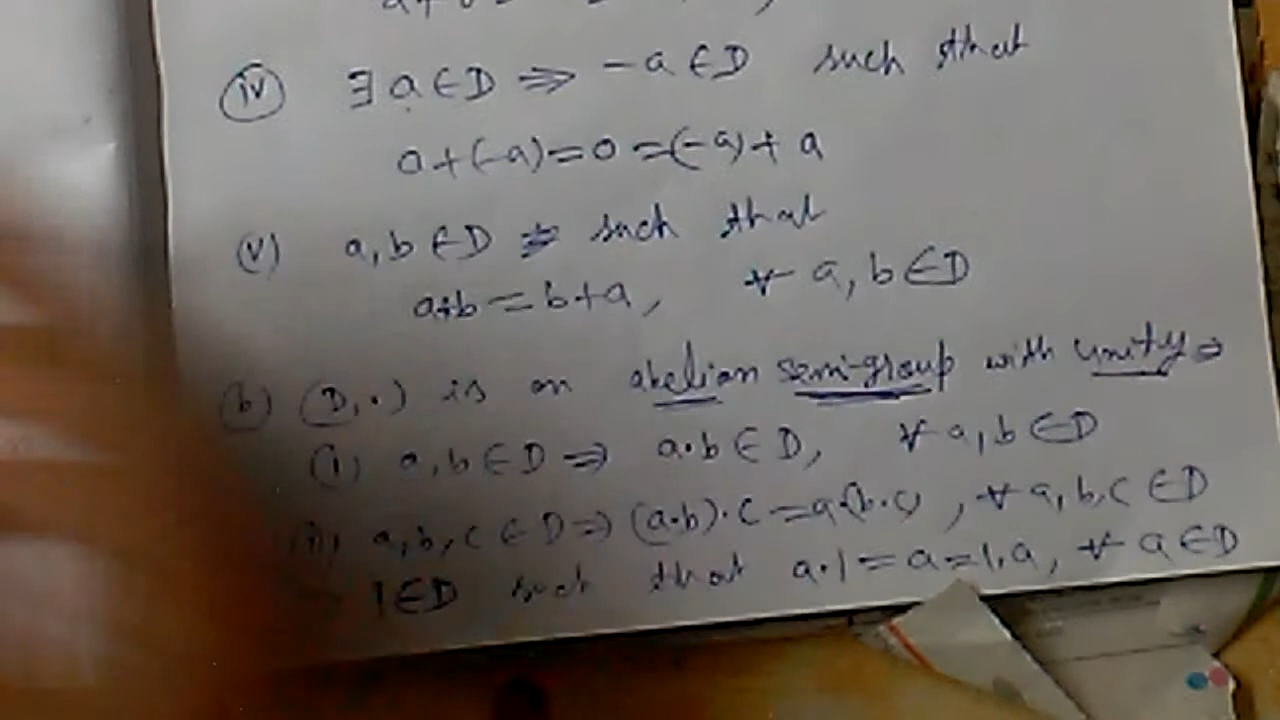 (iv) ∃ a ∈ D ⇒ -a ∈ D such that
a+(-a)=0=(-a)+a
(v) a, b ∈ D such that
a+b = b+a, ∀ a, b ∈ D
b) (D, ·) is an abelian semi-group with unity ⇒
(i) a, b ∈ D ⇒ a·b ∈ D, ∀ a, b ∈ D
(ii) a, b, c ∈ D ⇒ (a·b)·c = a·(b·c), ∀ a, b, c ∈ D
1 ∈ D such that a·1 = a = 1·a, ∀ a ∈ D